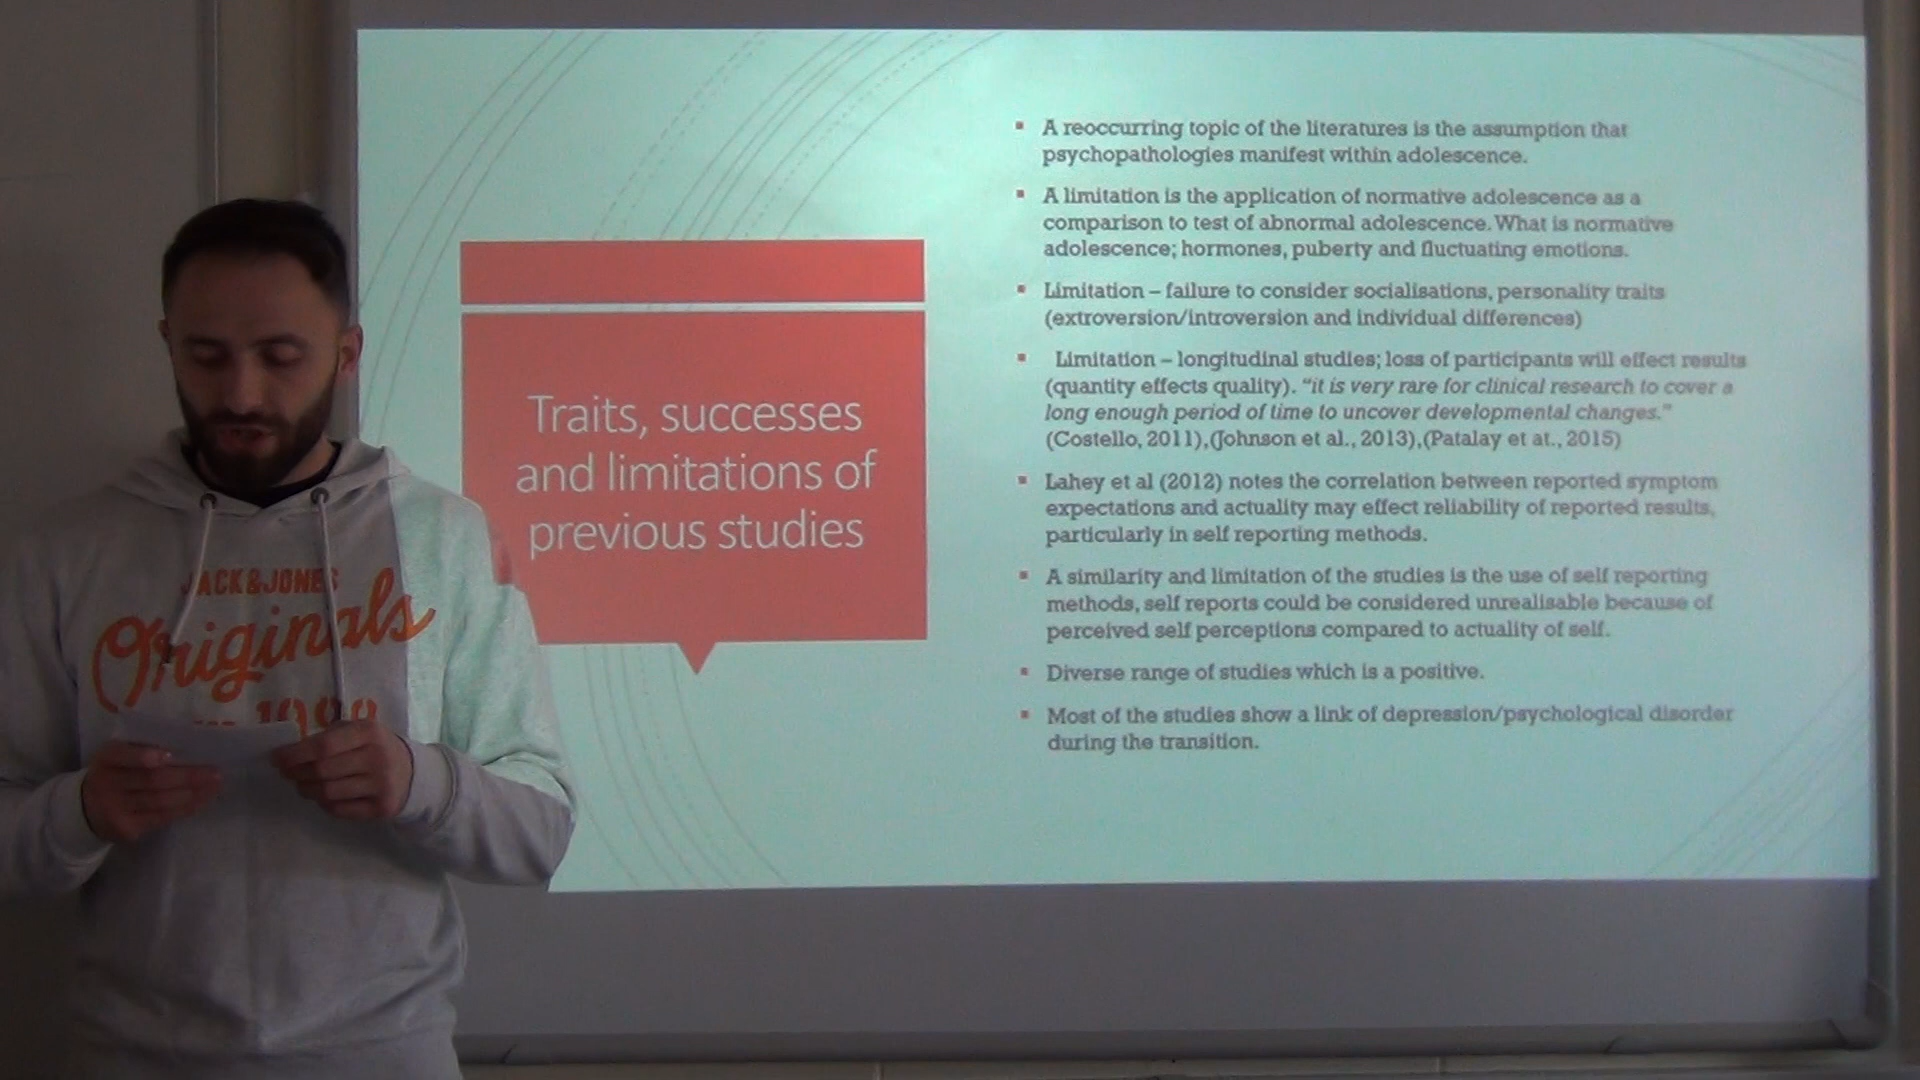 Traits, successes
and limitations of
previous studies
A reoccurring topic of the literatures is the assumption that
psychopathologies manifest within adolescence.
A limitation is the application of normative adolescence as a
comparison to test of abnormal adolescence. What is normative
adolescence; hormones, puberty and fluctuating emotions.
Limitation – failure to consider socialisations, personality traits
(extroversion/introversion and individual differences)
Limitation – longitudinal studies; loss of participants will effect results
(quantity effects quality). "it is very rare for clinical research to cover a
long enough period of time to uncover developmental changes."
(Costello, 2011),(Johnson et al., 2013),(Patalay et at., 2015)
Lahey et al (2012) notes the correlation between reported symptom
expectations and actuality may effect reliability of reported results,
particularly in self reporting methods.
A similarity and limitation of the studies is the use of self reporting
methods, self reports could be considered unrealisable because of
perceived self perceptions compared to actuality of self.
Diverse range of studies which is a positive.
Most of the studies show a link of depression/psychological disorder
during the transition.
JACK&JONES
Originals